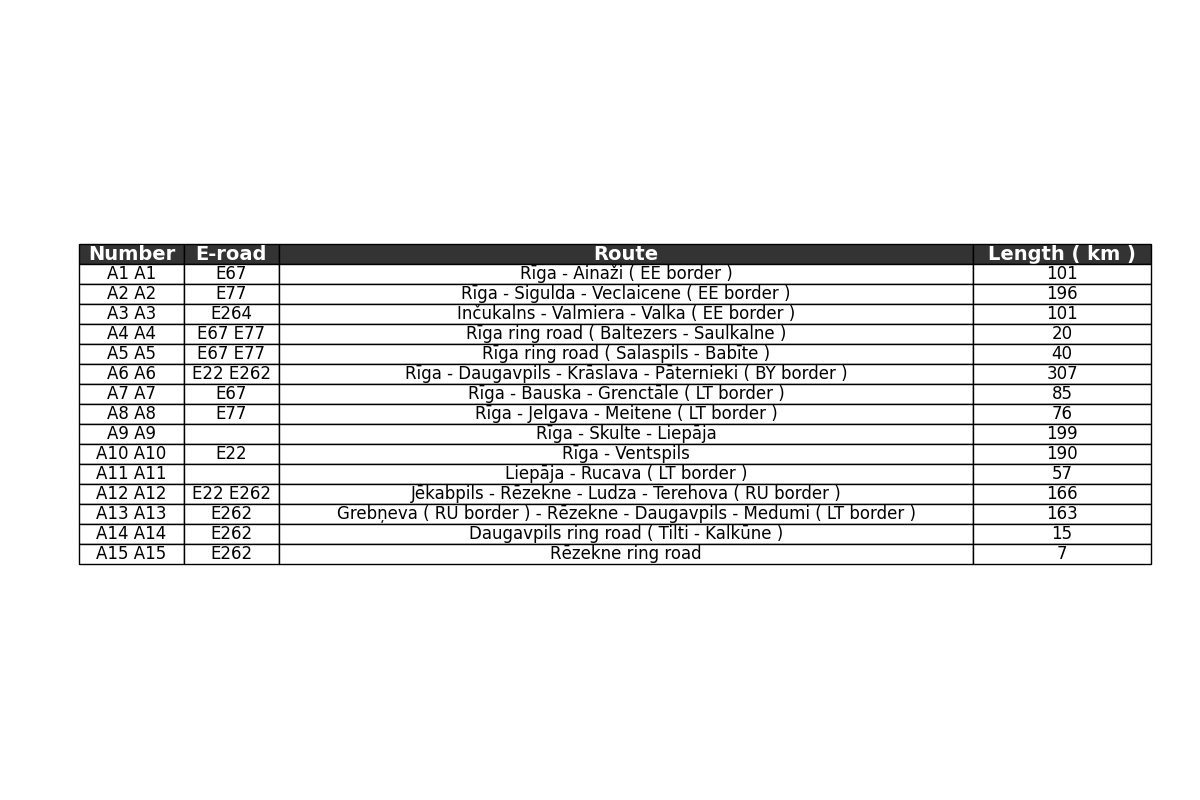 Number E-road Route Length ( km )
A1 A1 E67 Rīga - Ainaži ( EE border ) 101
A2 A2 E77 Rīga - Sigulda - Veclaicene ( EE border ) 196
A3 A3 E264 Inčukalns - Valmiera - Valka ( EE border ) 101
A4 A4 E67 E77 Rīga ring road ( Baltezers - Saulkalne ) 20
A5 A5 E67 E77 Rīga ring road ( Salaspils - Babīte ) 40
A6 A6 E22 E262 Rīga - Daugavpils - Krāslava - Pāternieki ( BY border ) 307
A7 A7 E67 Rīga - Bauska - Grenctāle ( LT border ) 85
A8 A8 E77 Rīga - Jelgava - Meitene ( LT border ) 76
A9 A9 Rīga - Skulte - Liepāja 199
A10 A10 E22 Rīga - Ventspils 190
A11 A11 Liepāja - Rucava ( LT border ) 57
A12 A12 E22 E262 Jēkabpils - Rēzekne - Ludza - Terehova ( RU border ) 166
A13 A13 E262 Grebņeva ( RU border ) - Rēzekne - Daugavpils - Medumi ( LT border ) 163
A14 A14 E262 Daugavpils ring road ( Tilti - Kalkūne ) 15
A15 A15 E262 Rēzekne ring road 7